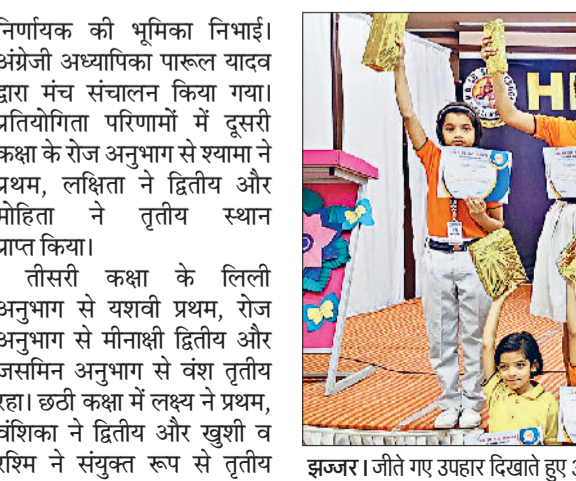 निर्णायक की भूमिका निभाई।
अंग्रेजी अध्यापिका पारूल यादव
द्वारा मंच संचालन किया गया।
प्रतियोगिता परिणामों में दूसरी
कक्षा के रोज अनुभाग से श्यामा ने
प्रथम, लक्षिता ने द्वितीय और
मोहिता ने तृतीय स्थान
प्राप्त किया।
तीसरी कक्षा के लिली
अनुभाग से यशवी प्रथम, रोज
अनुभाग से मीनाक्षी द्वितीय और
जसमिन अनुभाग से वंश तृतीय
रहा। छठी कक्षा में लक्ष्य ने प्रथम,
वंशिका ने द्वितीय और खुशी व
रश्मि ने संयुक्त रूप से तृतीय
झज्जर। जीते गए उपहार दिखाते हुए